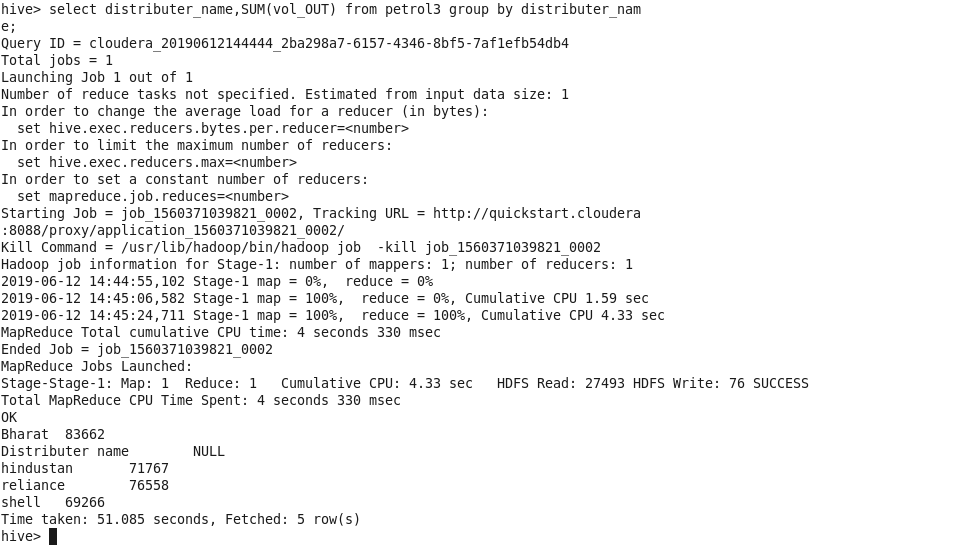 hive> select distributer_name,SUM(vol_OUT) from petrol3 group by distributer_nam
e;
Query ID = cloudera_20190612144444_2ba298a7-6157-4346-8bf5-7af1efb54db4
Total jobs = 1
Launching Job 1 out of 1
Number of reduce tasks not specified. Estimated from input data size: 1
In order to change the average load for a reducer (in bytes):
  set hive.exec.reducers.bytes.per.reducer=<number>
In order to limit the maximum number of reducers:
  set hive.exec.reducers.max=<number>
In order to set a constant number of reducers:
  set mapreduce.job.reduces=<number>
Starting Job = job_1560371039821_0002, Tracking URL = http://quickstart.cloudera
:8088/proxy/application_1560371039821_0002/
Kill Command = /usr/lib/hadoop/bin/hadoop job  -kill job_1560371039821_0002
Hadoop job information for Stage-1: number of mappers: 1; number of reducers: 1
2019-06-12 14:44:55,102 Stage-1 map = 0%,  reduce = 0%
2019-06-12 14:45:06,582 Stage-1 map = 100%,  reduce = 0%, Cumulative CPU 1.59 sec
2019-06-12 14:45:24,711 Stage-1 map = 100%,  reduce = 100%, Cumulative CPU 4.33 sec
MapReduce Total cumulative CPU time: 4 seconds 330 msec
Ended Job = job_1560371039821_0002
MapReduce Jobs Launched:
Stage-Stage-1: Map: 1  Reduce: 1   Cumulative CPU: 4.33 sec   HDFS Read: 27493 HDFS Write: 76 SUCCESS
Total MapReduce CPU Time Spent: 4 seconds 330 msec
OK
Bharat  83662
Distributer name        NULL
hindustan       71767
reliance        76558
shell   69266
Time taken: 51.085 seconds, Fetched: 5 row(s)
hive>